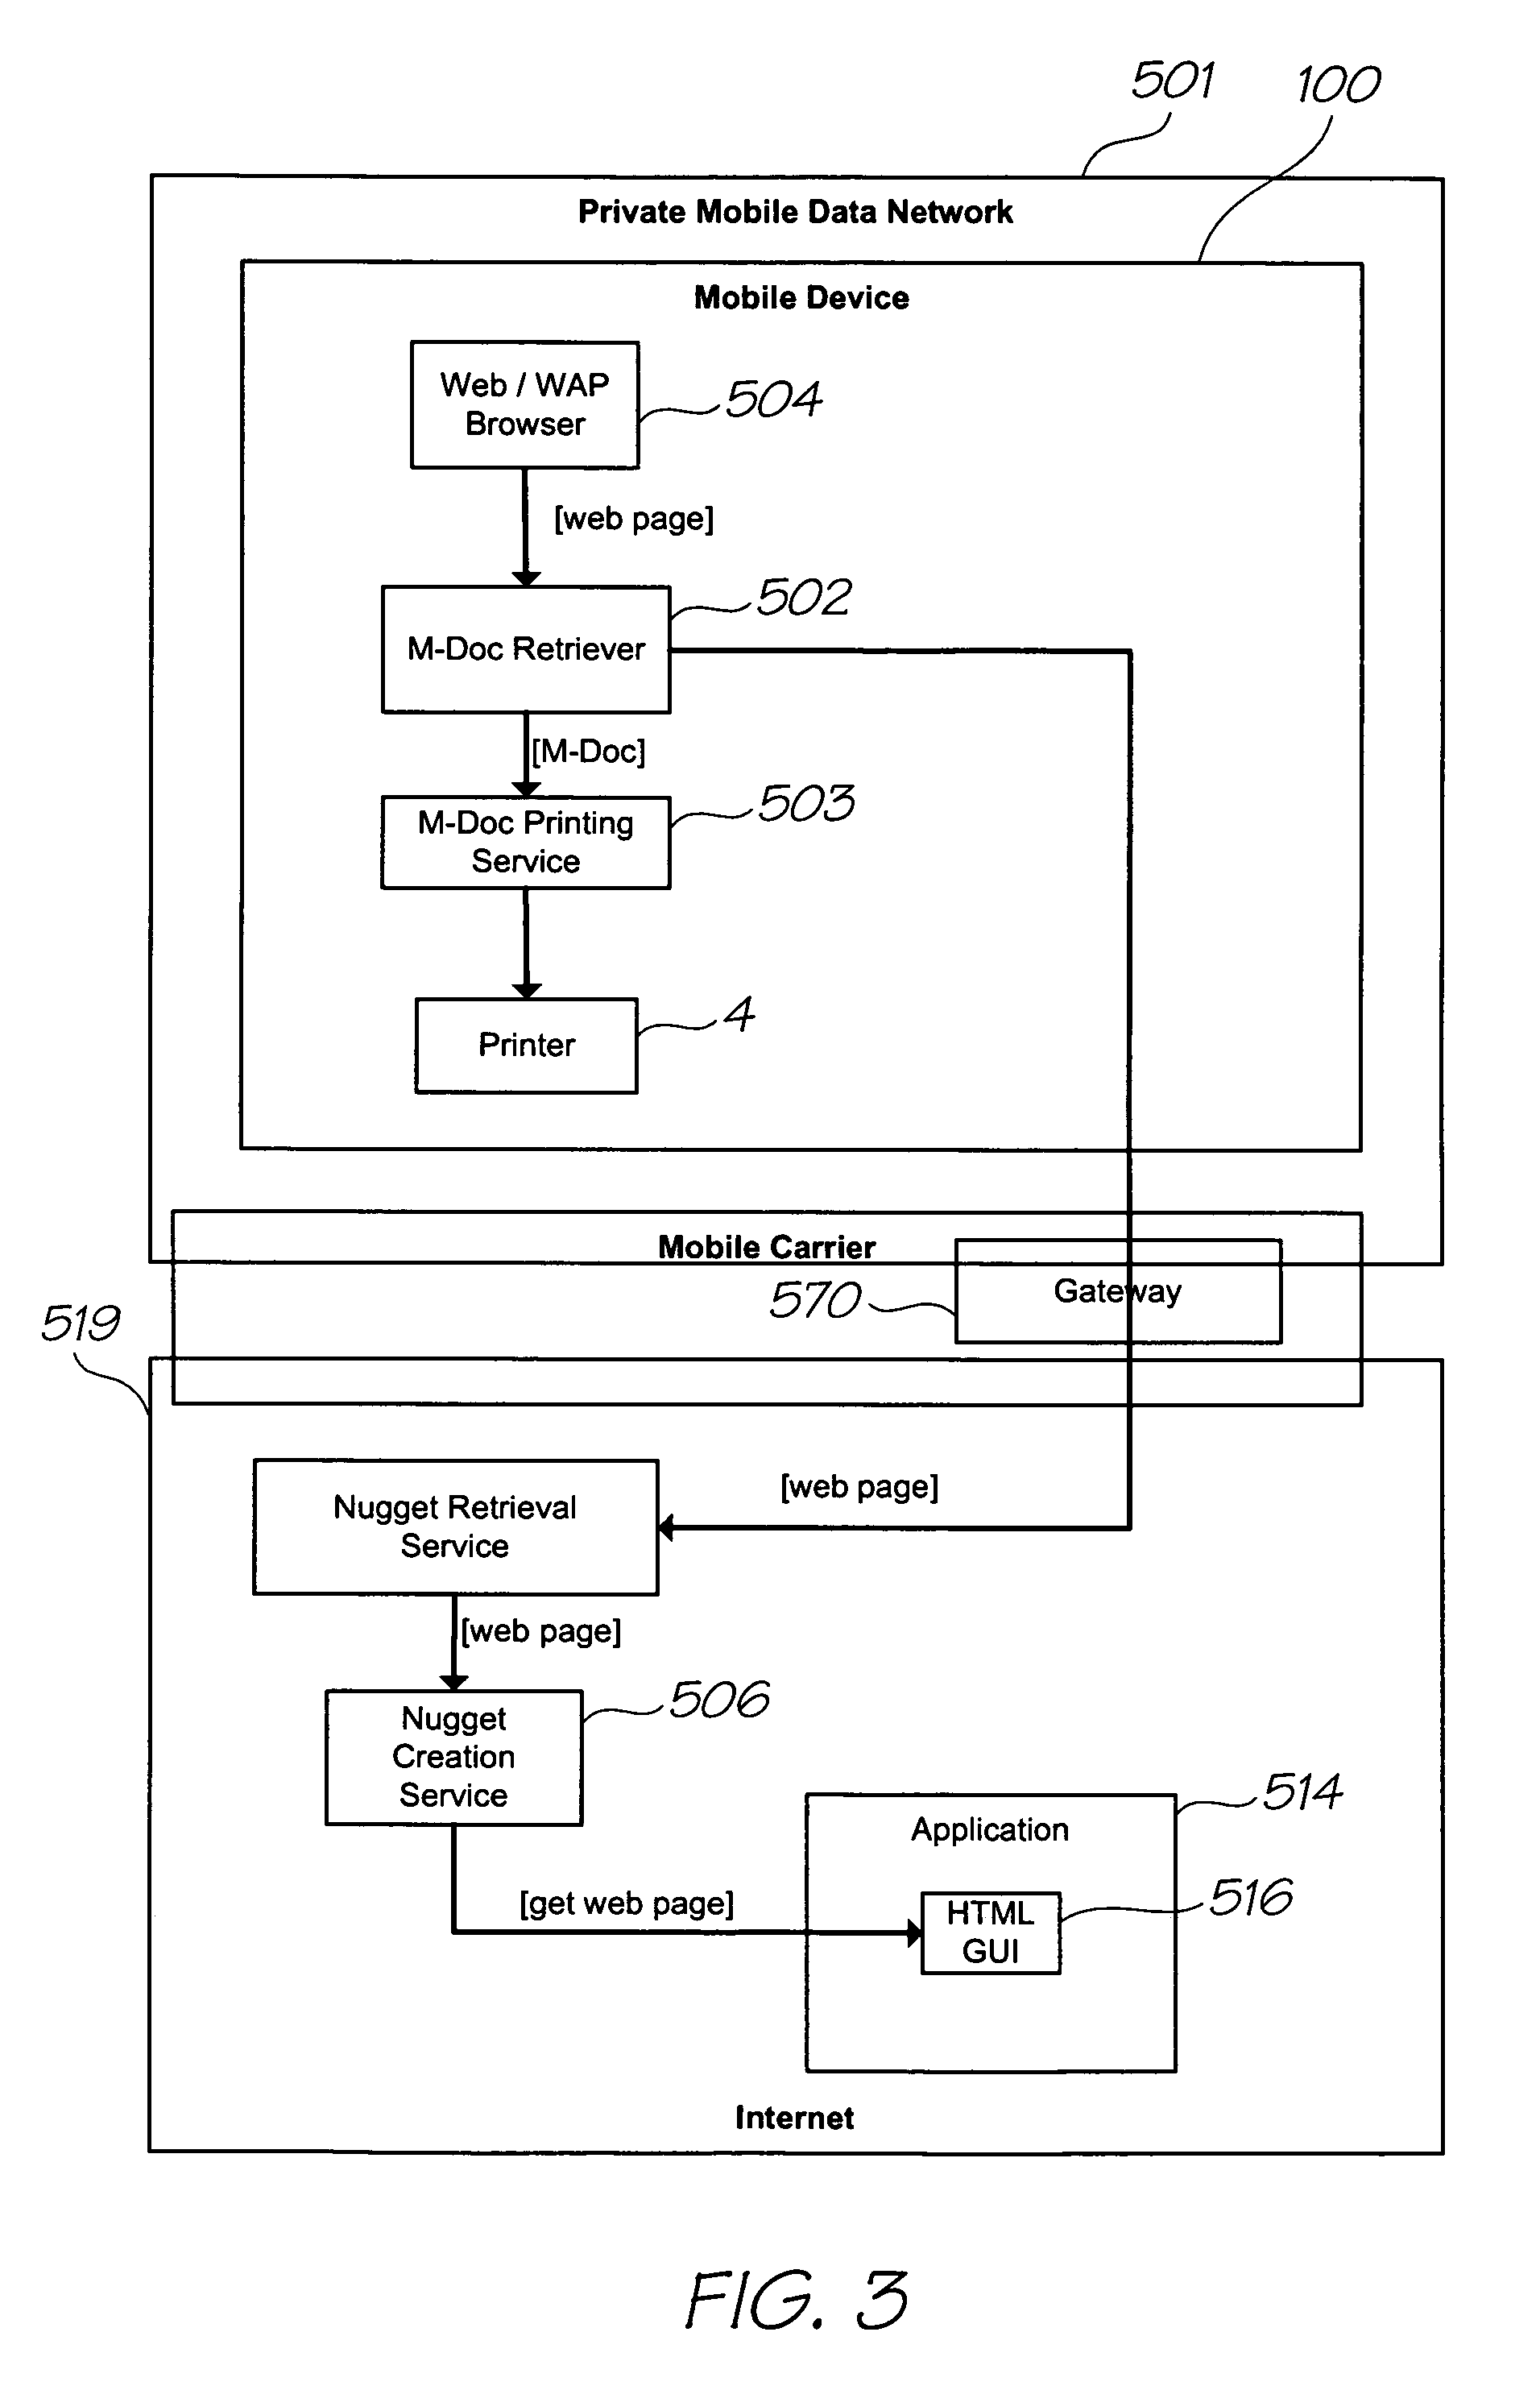 501
100
Private Mobile Data Network
Mobile Device
Web / WAP
Browser
504
[web page]
502
M-Doc Retriever
[M-Doc]
503
M-Doc Printing
Service
4
Printer
Mobile Carrier
Gateway
570
519
[web page]
Nugget Retrieval
Service
[web page]
506
Nugget
Creation
Service
514
Application
[get web page]
516
HTML
GUI
Internet
FIG. 3